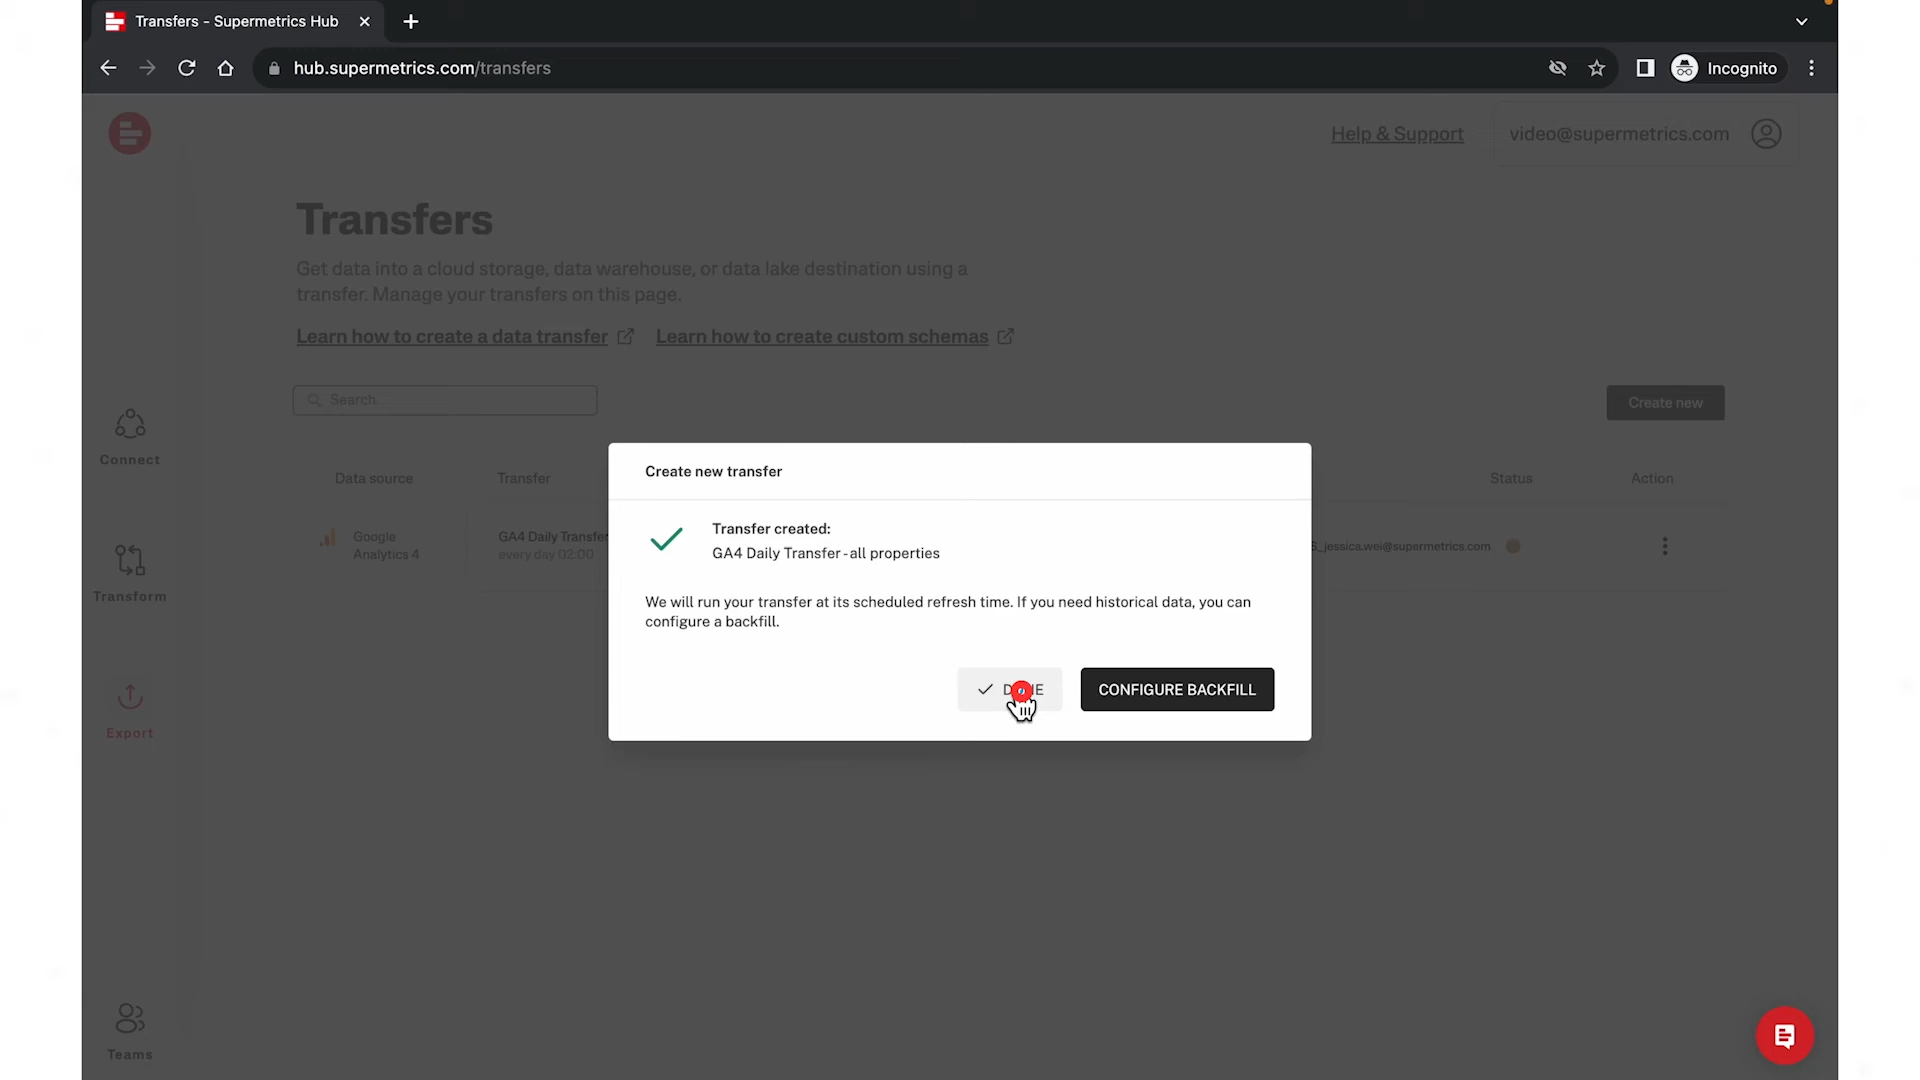 Transfers - Supermetrics Hub
hub.supermetrics.com/transfers
Incognito
Help & Support
video@supermetrics.com
Transfers
Get data into a cloud storage, data warehouse, or data lake destination using a
transfer. Manage your transfers on this page.
Learn how to create a data transfer
Learn how to create custom schemas
Search...
Create new
Connect
Data source
Transfer
Status
Action
Google
Analytics 4
GA4 Daily Transfer
every day 02:00
_jessica.wei@supermetrics.com
Create new transfer
Transfer created:
GA4 Daily Transfer - all properties
We will run your transfer at its scheduled refresh time. If you need historical data, you can
configure a backfill.
CONFIGURE BACKFILL
Transform
Export
Teams